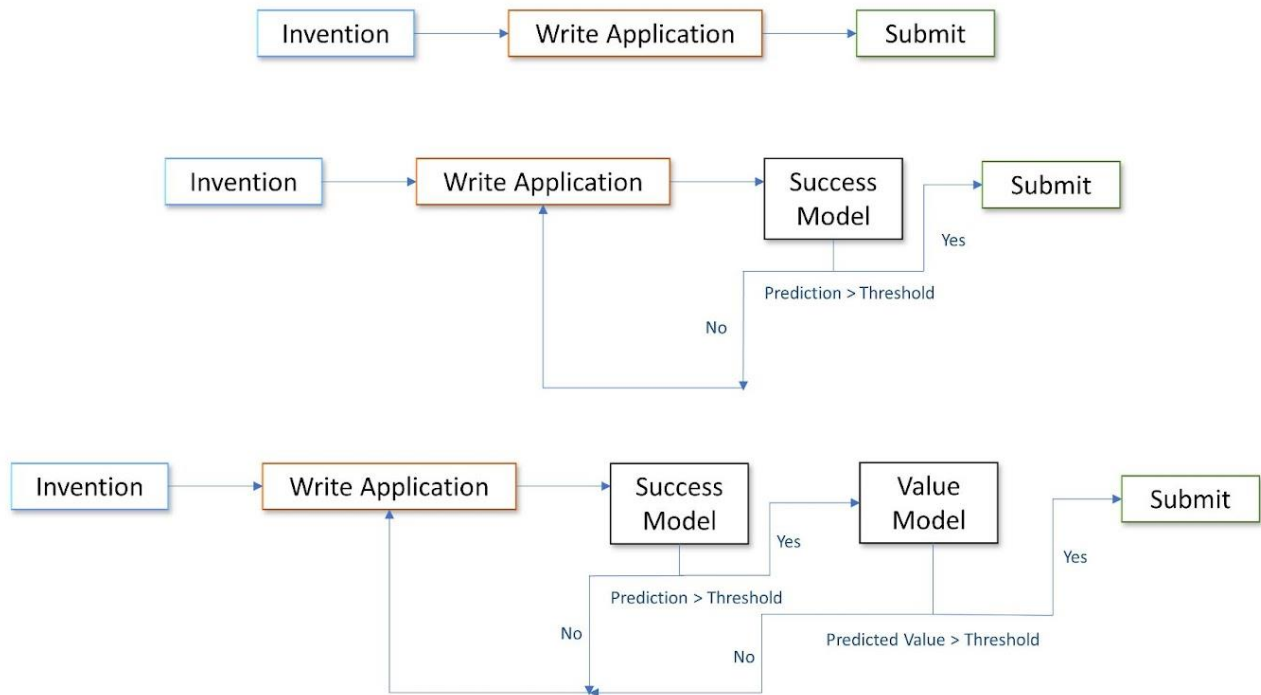 Invention
Write Application
Submit
Invention
Write Application
Success
Model
Submit
Yes
Prediction > Threshold
No
Invention
Write Application
Success
Model
Value
Model
Submit
Yes
Yes
Prediction > Threshold
No
Predicted Value > Threshold
No